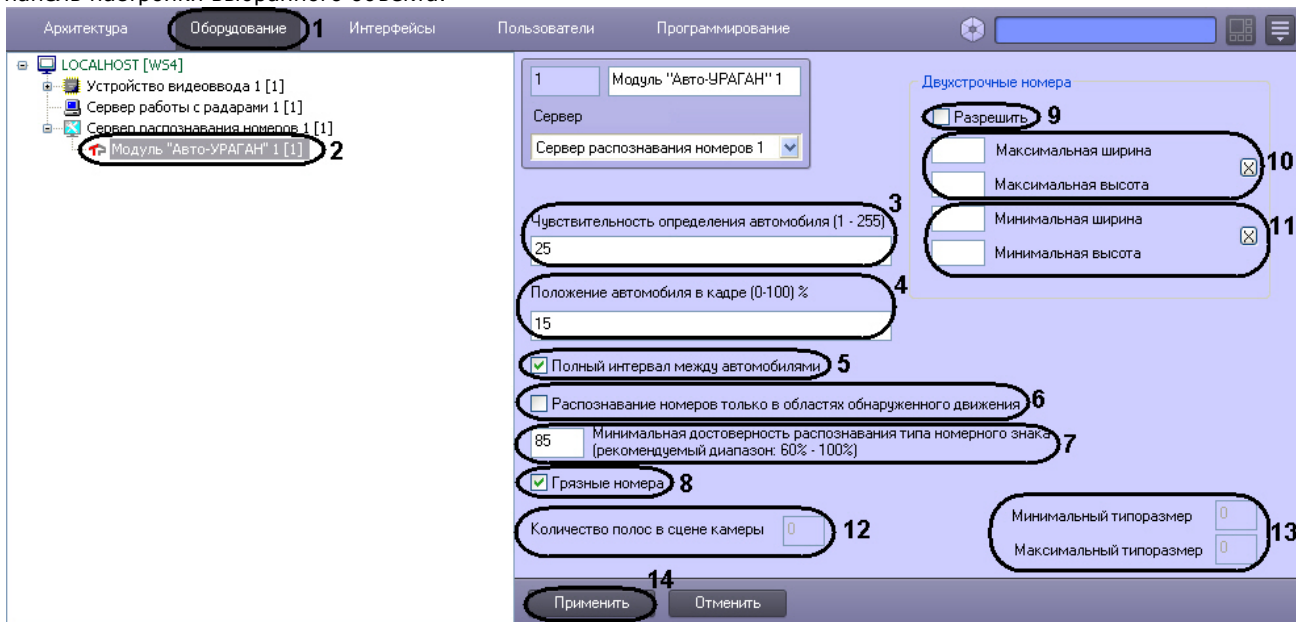 панель настройки выбранного объекта.
Архитектура Оборудование 1 Интерфейсы Пользователи Программирование
LOCALHOST [WS4]
Устройство видеоввода 1 [1]
Сервер работы с радарами 1 [1]
Сервер распознавания номеров 1 [1]
Модуль "Авто-УРАГАН" 1 [1] 2
1 Модуль "Авто-УРАГАН" 1
Сервер
Сервер распознавания номеров 1
3
Чувствительность определения автомобиля (1 - 255)
25
4
Положение автомобиля в кадре (0-100) %
15
Полный интервал между автомобилями 5
Распознавание номеров только в областях обнаруженного движения 6
85 Минимальная достоверность распознавания типа номерного знака
(рекомендуемый диапазон: 60% - 100%) 7
Грязные номера 8
Количество полос в сцене камеры 0 12
Двухстрочные номера
Разрешить 9
Максимальная ширина
10
Максимальная высота
Минимальная ширина
11
Минимальная высота
Минимальный типоразмер 0
13
Максимальный типоразмер 0
14
Применить Отменить